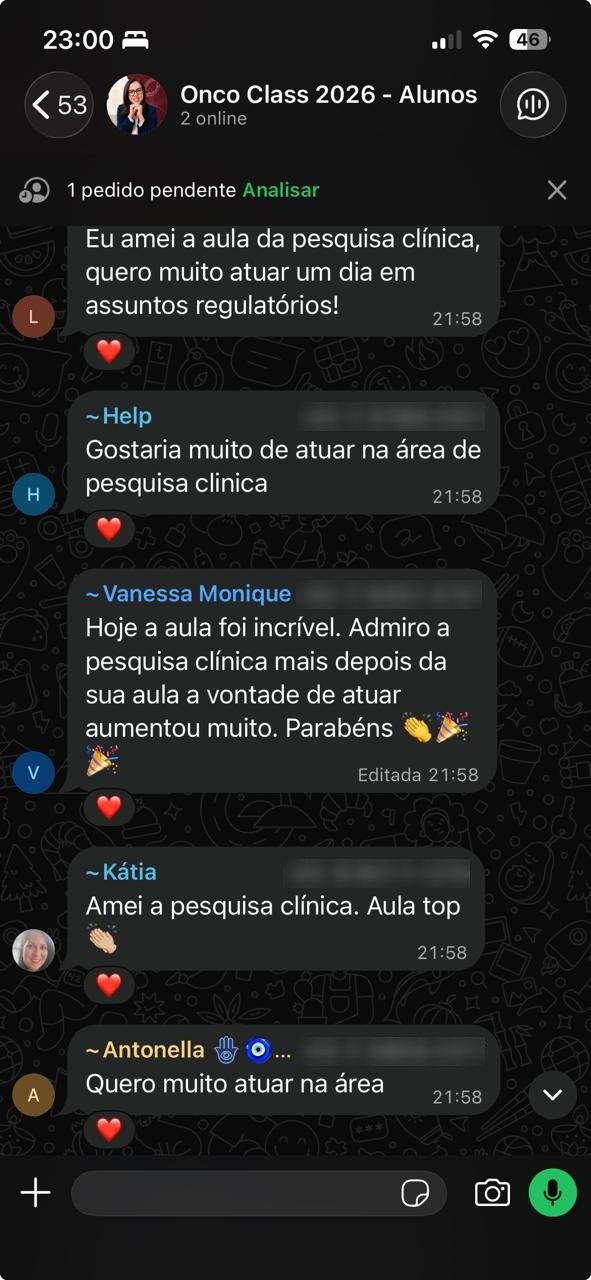 23:00
46
53
Onco Class 2026 - Alunos
2 online
1 pedido pendente Analisar
Eu amei a aula da pesquisa clínica,
quero muito atuar um dia em
assuntos regulatórios!
21:58
L
~Help
Gostaria muito de atuar na área de
pesquisa clinica
21:58
H
~Vanessa Monique
Hoje a aula foi incrível. Admiro a
pesquisa clínica mais depois da
sua aula a vontade de atuar
aumentou muito. Parabéns 👏🎉
🎉
Editada 21:58
V
~Kátia
Amei a pesquisa clínica. Aula top
👏🏼
21:58
~Antonella 🪬🧿...
Quero muito atuar na área
21:58
A